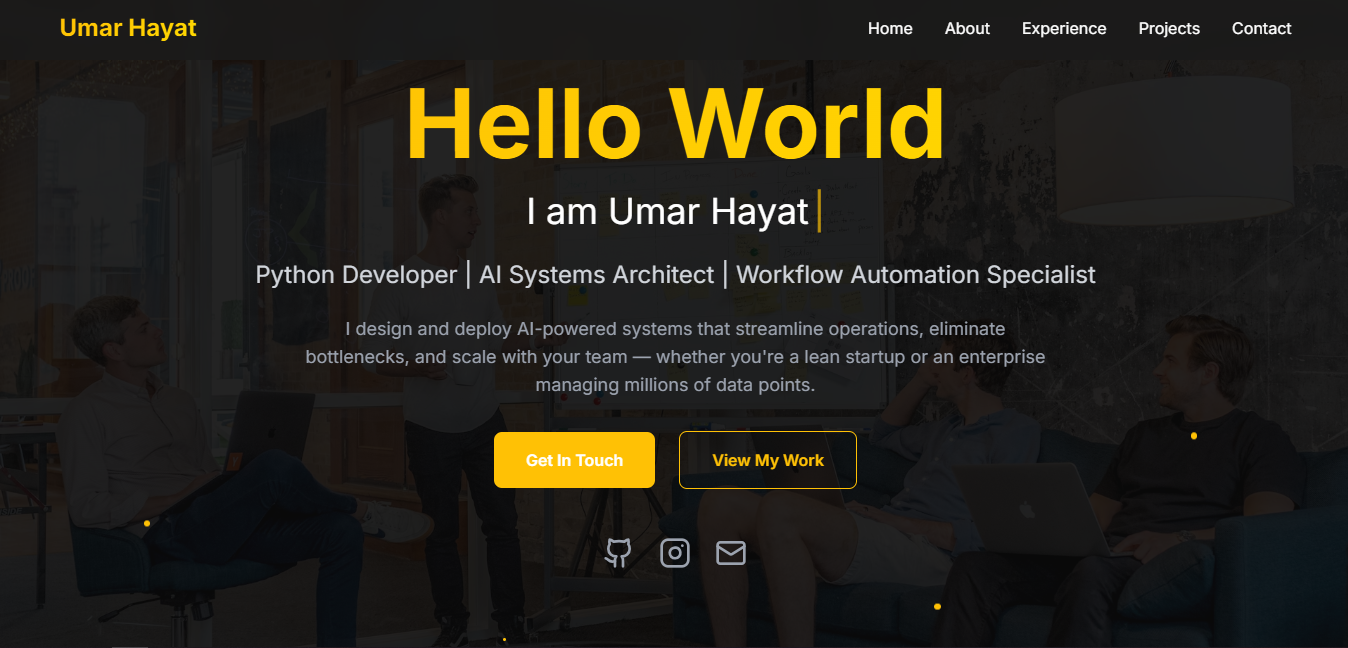 Umar Hayat
Home About Experience Projects Contact
Hello World
I am Umar Hayat
Python Developer | AI Systems Architect | Workflow Automation Specialist
I design and deploy AI-powered systems that streamline operations, eliminate
bottlenecks, and scale with your team — whether you're a lean startup or an enterprise
managing millions of data points.
Get In Touch
View My Work